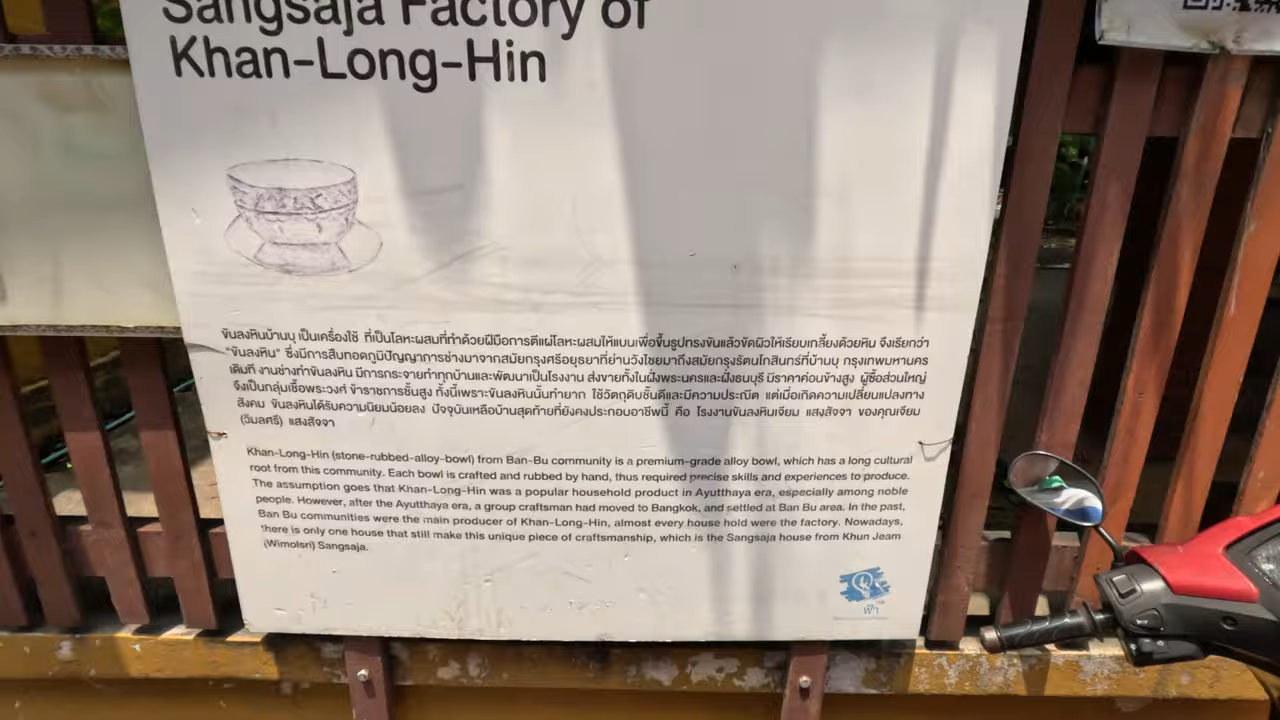 Sangsaja Factory of
Khan-Long-Hin
ขันลงหินบ้านบุ เป็นเครื่องใช้ ที่เป็นโลหะผสมที่ทำด้วยฝีมือการตีแผ่โลหะผสมให้แบนเพื่อขึ้นรูปทรงขันแล้วขัดผิวให้เรียบเกลี้ยงด้วยหิน จึงเรียกว่า
"ขันลงหิน" ซึ่งมีการสืบทอดภูมิปัญญาการช่างมาจากสมัยกรุงศรีอยุธยาที่ย่านวังไชยมาถึงสมัยกรุงรัตนโกสินทร์ที่บ้านบุ กรุงเทพมหานคร
เดิมที งานช่างทำขันลงหิน มีการกระจายทำทุกบ้านและพัฒนาเป็นโรงงาน ส่งขายทั้งในฝั่งพระนครและฝั่งธนบุรี มีราคาค่อนข้างสูง ผู้ซื้อส่วนใหญ่
จึงเป็นกลุ่มเชื้อพระวงศ์ ข้าราชการชั้นสูง ทั้งนี้เพราะขันลงหินนั้นทำยาก ใช้วัตถุดิบชั้นดีและมีความประณีต แต่เมื่อเกิดความเปลี่ยนแปลงทาง
สังคม ขันลงหินได้รับความนิยมน้อยลง ปัจจุบันเหลือบ้านสุดท้ายที่ยังคงประกอบอาชีพนี้ คือ โรงงานขันลงหินเจียม แสงสัจจา ของคุณเจียม
(วิมลศรี) แสงสัจจา
Khan-Long-Hin (stone-rubbed-alloy-bowl) from Ban-Bu community is a premium-grade alloy bowl, which has a long cultural
root from this community. Each bowl is crafted and rubbed by hand, thus required precise skills and experiences to produce.
The assumption goes that Khan-Long-Hin was a popular household product in Ayutthaya era, especially among noble
people. However, after the Ayutthaya era, a group craftsman had moved to Bangkok, and settled at Ban Bu area. In the past,
Ban Bu communities were the main producer of Khan-Long-Hin, almost every house hold were the factory. Nowadays,
there is only one house that still make this unique piece of craftsmanship, which is the Sangsaja house from Khun Jeam
(Wimolsri) Sangsaja.